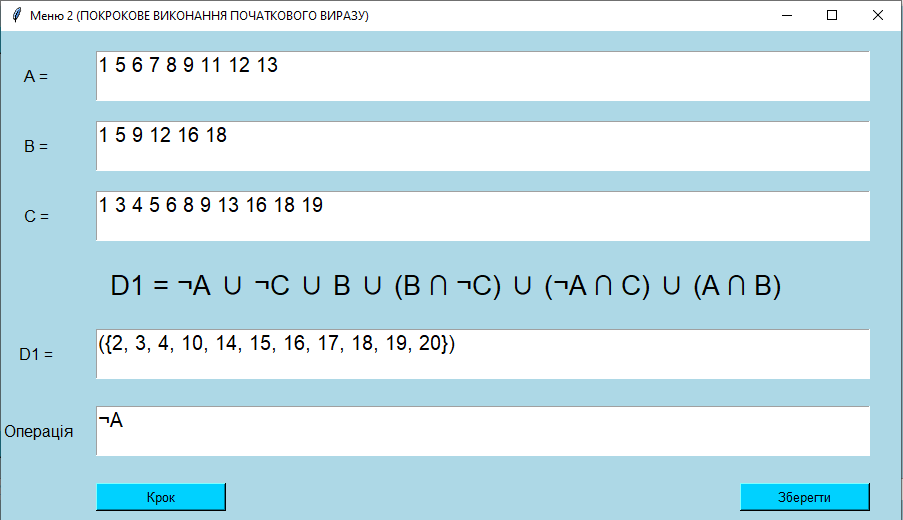 Меню 2 (ПОКРОКОВЕ ВИКОНАННЯ ПОЧАТКОВОГО ВИРАЗУ)
A = 1 5 6 7 8 9 11 12 13
B = 1 5 9 12 16 18
C = 1 3 4 5 6 8 9 13 16 18 19
D1 = ¬A ∪ ¬C ∪ B ∪ (B ∩ ¬C) ∪ (¬A ∩ C) ∪ (A ∩ B)
D1 = ({2, 3, 4, 10, 14, 15, 16, 17, 18, 19, 20})
Операція ¬A
Крок Зберегти